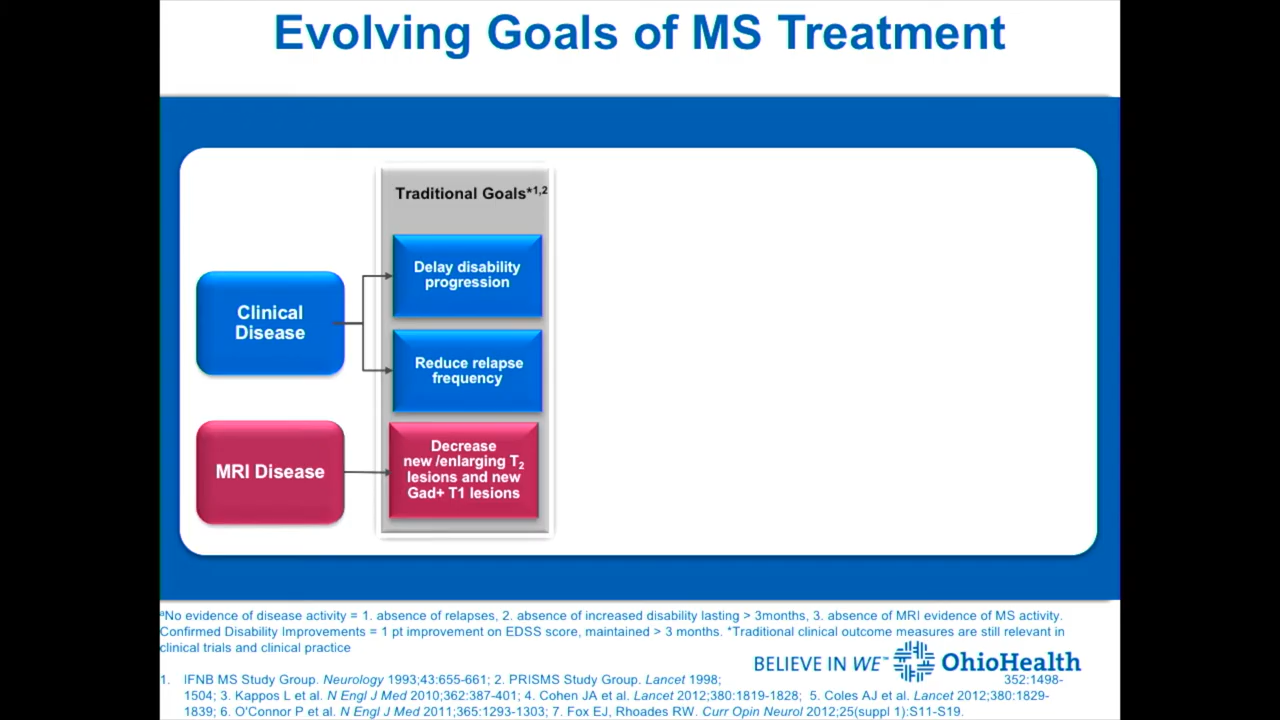 Evolving Goals of MS Treatment
Traditional Goals*1,2
Delay disability
progression
Clinical
Disease
Reduce relapse
frequency
MRI Disease
Decrease
new /enlarging T2
lesions and new
Gad+ T1 lesions
aNo evidence of disease activity = 1. absence of relapses, 2. absence of increased disability lasting > 3months, 3. absence of MRI evidence of MS activity.
Confirmed Disability Improvements = 1 pt improvement on EDSS score, maintained > 3 months. *Traditional clinical outcome measures are still relevant in
clinical trials and clinical practice
BELIEVE IN WE™ OhioHealth
1. IFNB MS Study Group. Neurology 1993;43:655-661; 2. PRISMS Study Group. Lancet 1998; 352:1498-
1504; 3. Kappos L et al. N Engl J Med 2010;362:387-401; 4. Cohen JA et al. Lancet 2012;380:1819-1828; 5. Coles AJ et al. Lancet 2012;380:1829-
1839; 6. O'Connor P et al. N Engl J Med 2011;365:1293-1303; 7. Fox EJ, Rhoades RW. Curr Opin Neurol 2012;25(suppl 1):S11-S19.